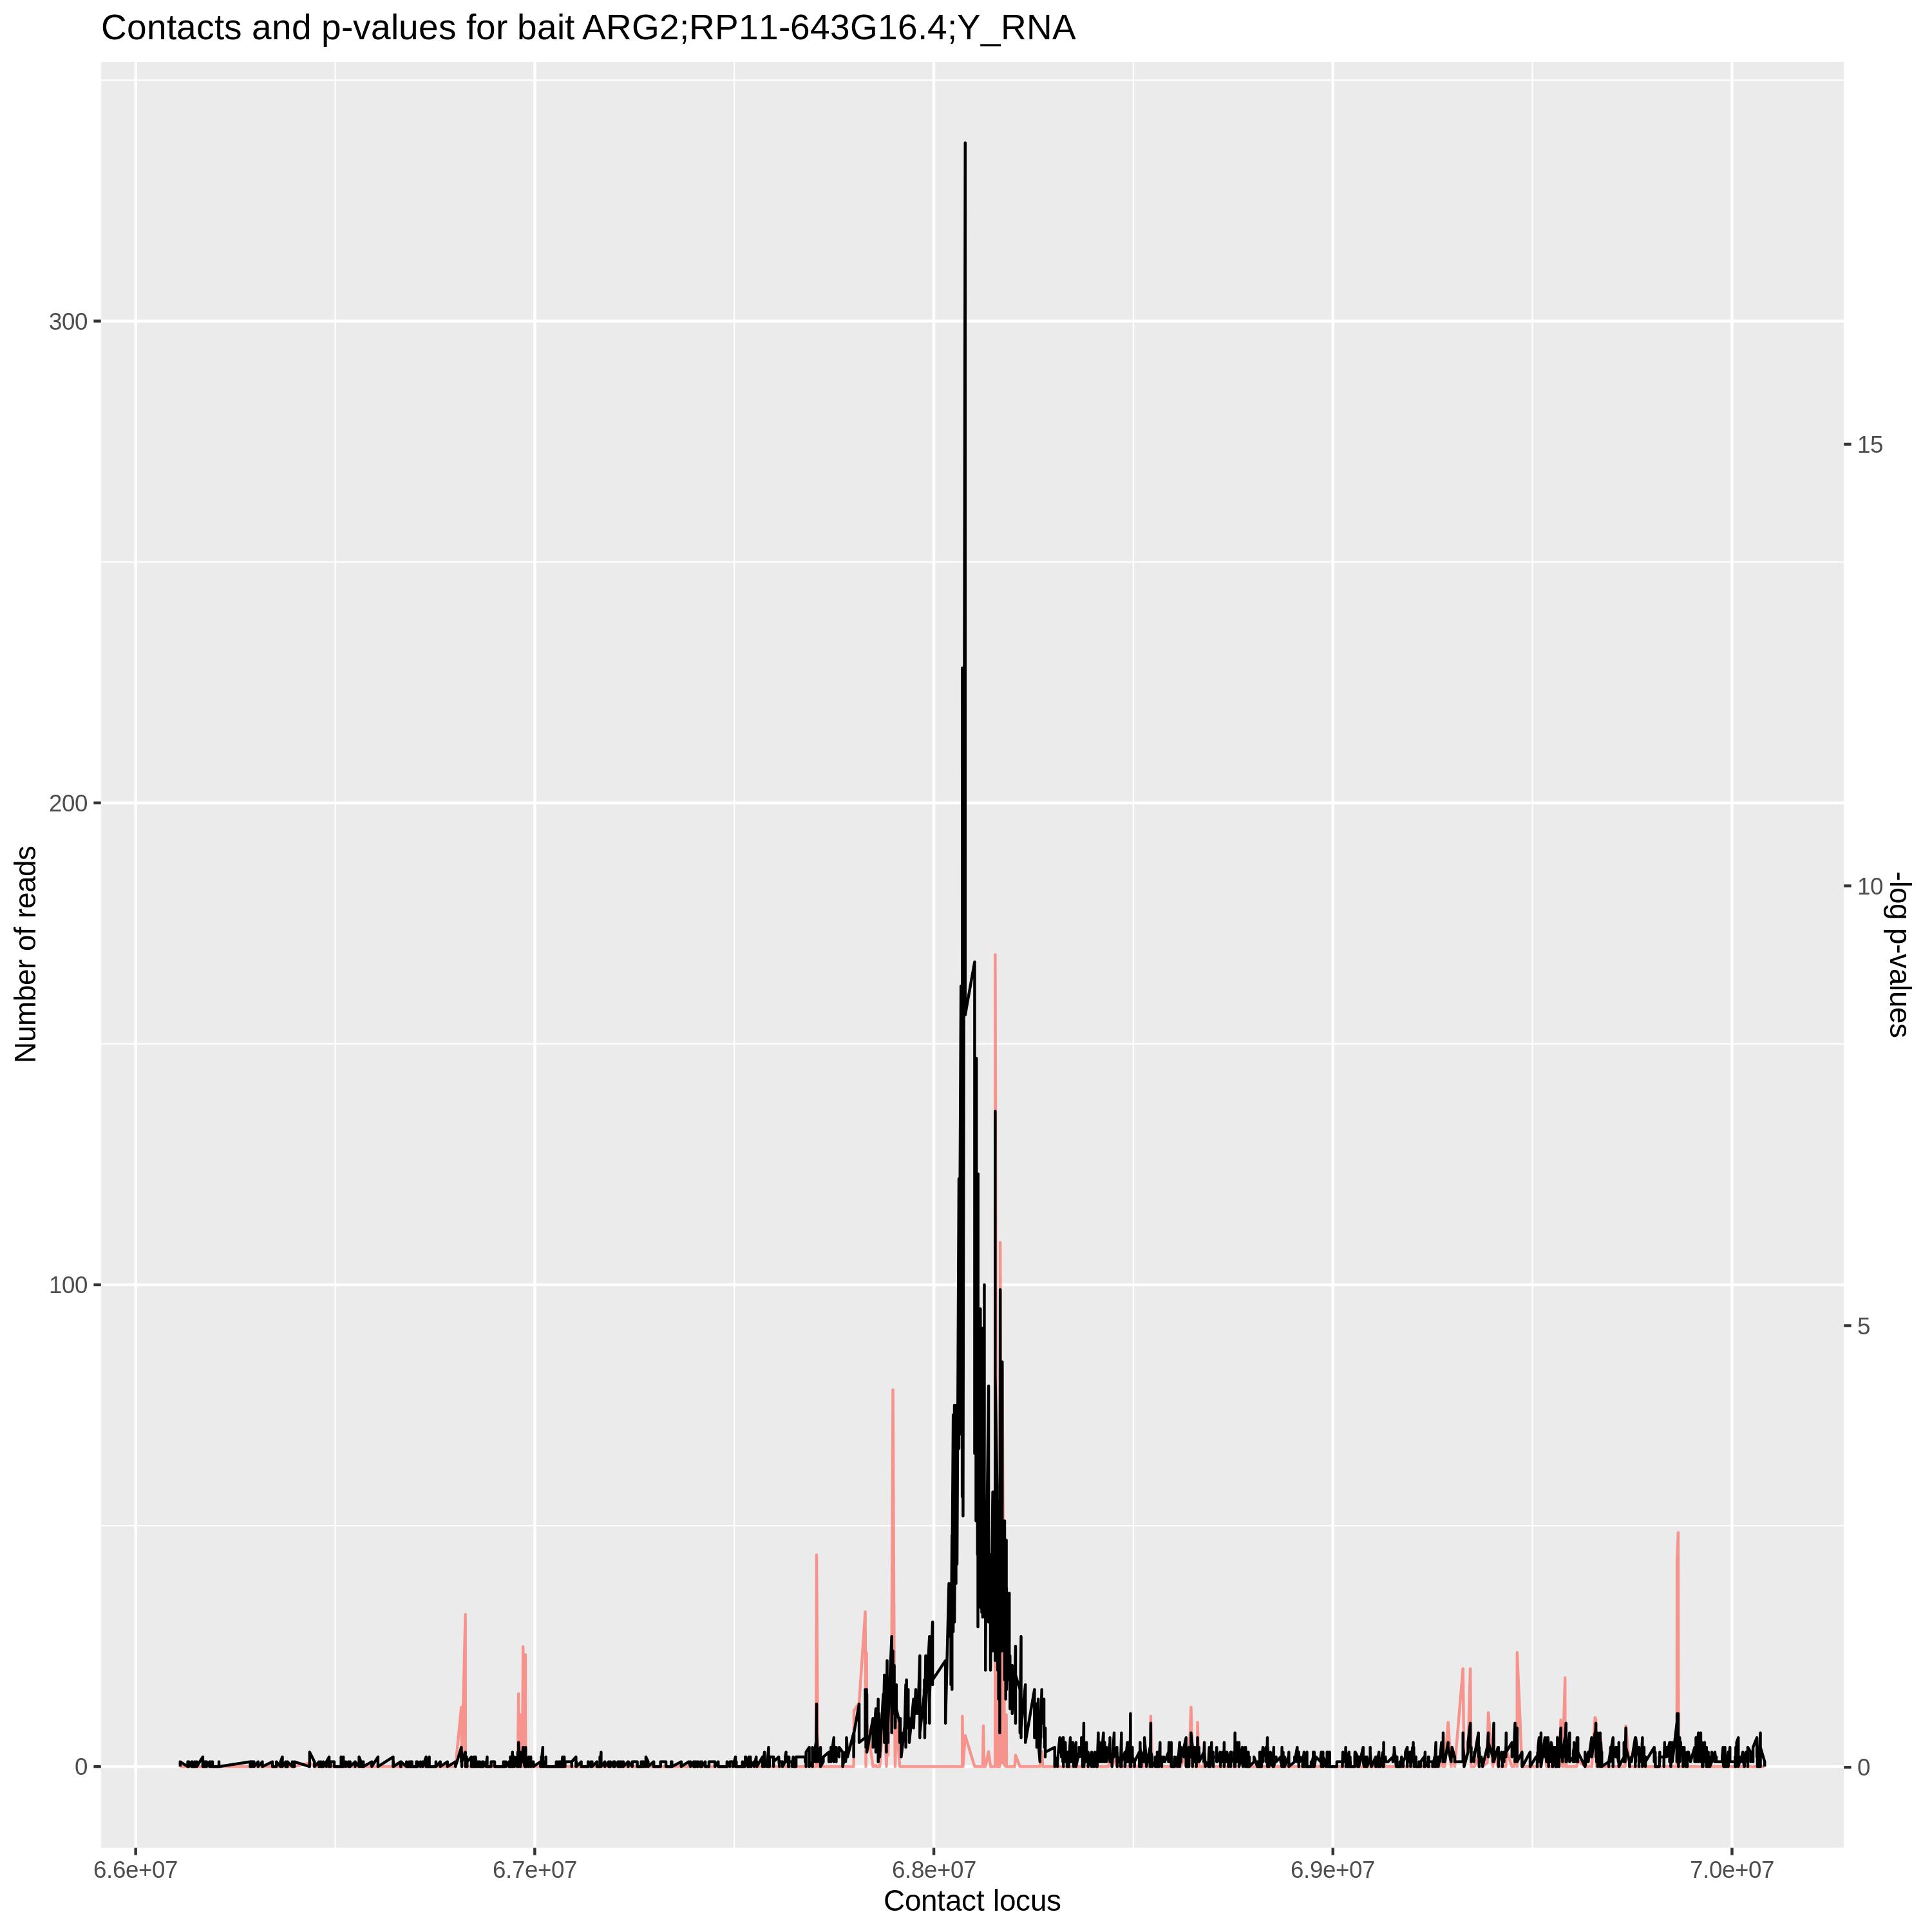 Contacts and p-values for bait ARG2;RP11-643G16.4;Y_RNA
300
200
100
0
Number of reads
15
10
5
0
-log p-values
6.6e+07
6.7e+07
6.8e+07
6.9e+07
7.0e+07
Contact locus